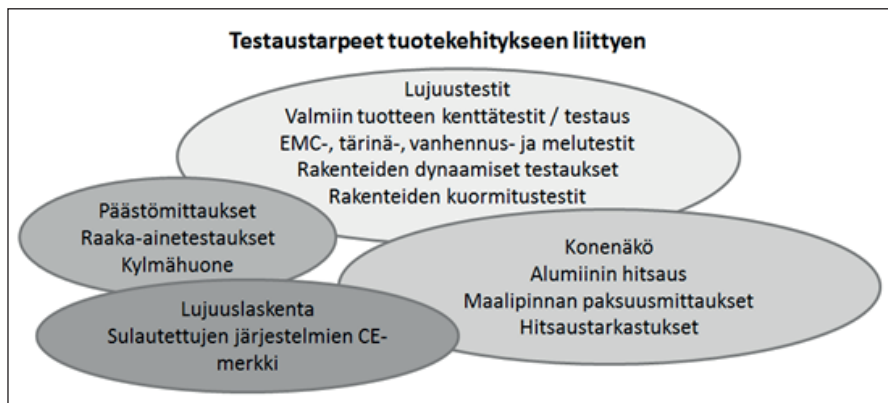 Testaustarpeet tuotekehitykseen liittyen
Lujuustestit
Valmiin tuotteen kenttätestit / testaus
EMC-, tärinä-, vanhennus- ja melutestit
Rakenteiden dynaamiset testaukset
Rakenteiden kuormitustestit
Päästömittaukset
Raaka-ainetestaukset
Kylmähuone
Konenäkö
Alumiinin hitsaus
Maalipinnan paksuusmittaukset
Hitsaustarkastukset
Lujuuslaskenta
Sulautettujen järjestelmien CE-
merkki